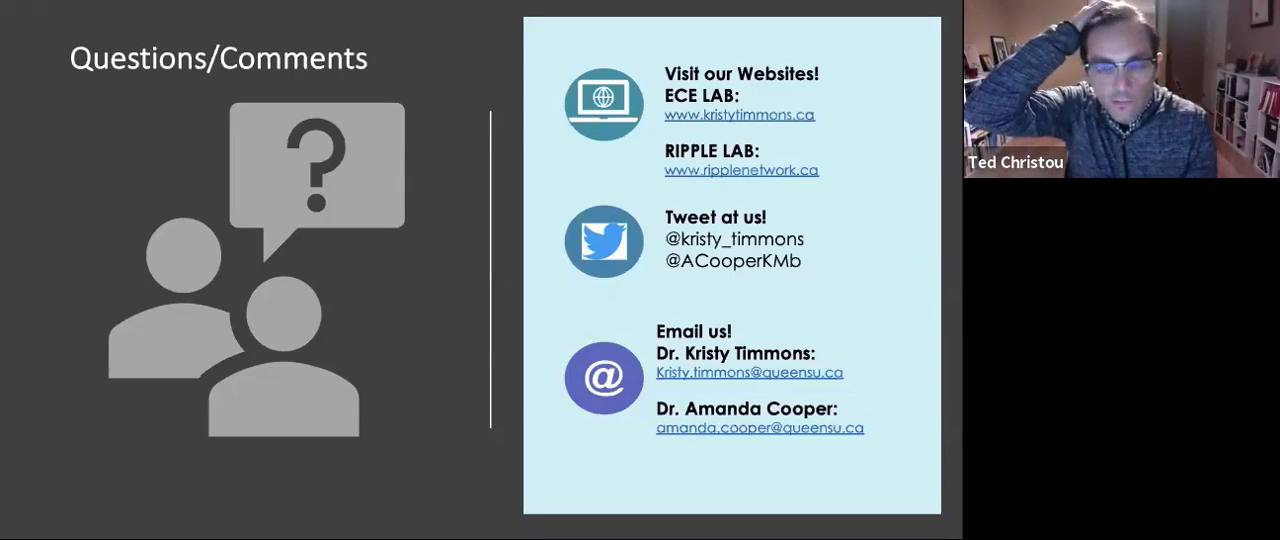 Questions/Comments
?
Visit our Websites!
ECE LAB:
www.kristytimmons.ca
RIPPLE LAB:
www.ripplenetwork.ca
Tweet at us!
@kristy_timmons
@ACooperKMb
@
Email us!
Dr. Kristy Timmons:
Kristy.timmons@queensu.ca
Dr. Amanda Cooper:
amanda.cooper@queensu.ca
Ted Christou